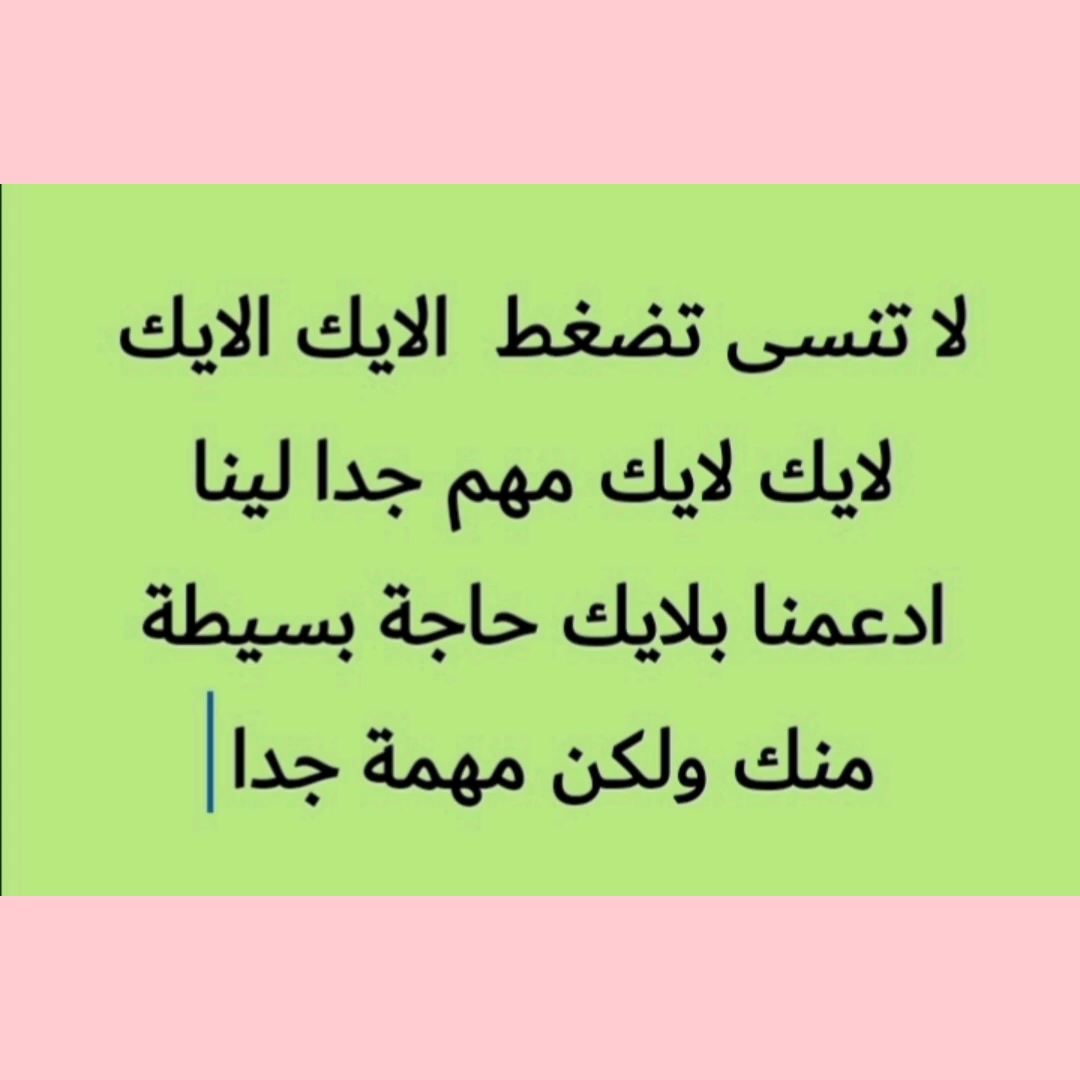 لا تنسى تضغط الايك الايك
لايك لايك مهم جدا لينا
ادعمنا بلايك حاجة بسيطة
منك ولكن مهمة جدا